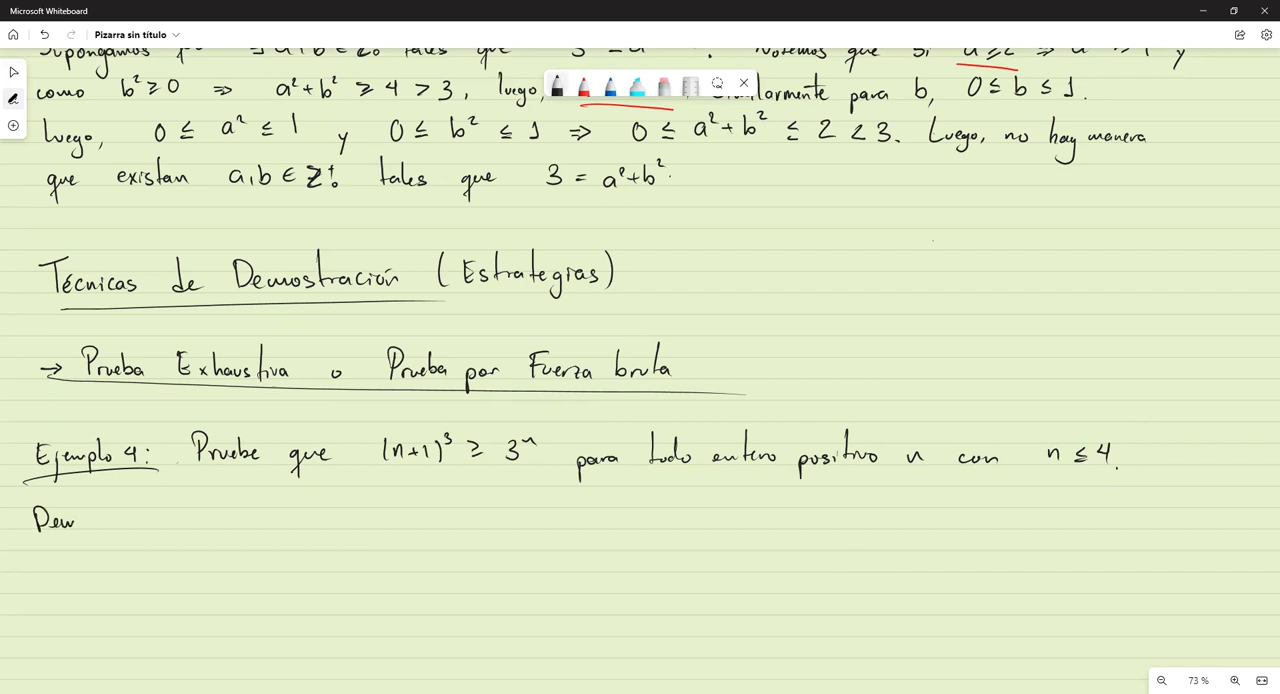 Microsoft Whiteboard
Pizarra sin título
Supongamos tales que
como b² ≥ 0 ⇒ a² + b² ≥ 4 > 3, luego, para b, 0 ≤ b ≤ 1.
luego, 0 ≤ a² ≤ 1 y 0 ≤ b² ≤ 1 ⇒ 0 ≤ a² + b² ≤ 2 < 3. Luego, no hay manera
que existan a, b ∈ Z⁺₀ tales que 3 = a² + b².
Técnicas de Demostración (Estrategias)
→ Prueba Exhaustiva o Prueba por Fuerza bruta
Ejemplo 4: Pruebe que (n+1)³ ≥ 3ⁿ para todo entero positivo n con n ≤ 4.
Dem
73 %